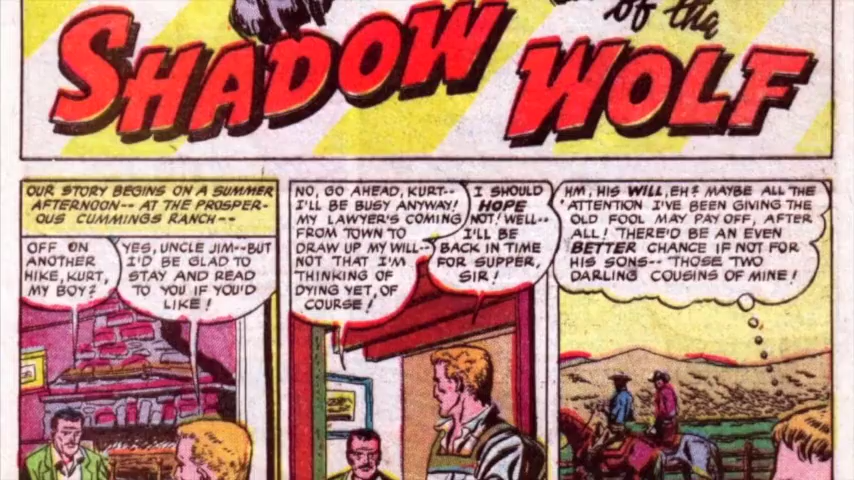 of the
SHADOW
WOLF
OUR STORY BEGINS ON A SUMMER
AFTERNOON-- AT THE PROSPER-
OUS CUMMINGS RANCH--
OFF ON
ANOTHER
HIKE, KURT,
MY BOY?
YES, UNCLE JIM--BUT
I'D BE GLAD TO
STAY AND READ
TO YOU IF YOU'D
LIKE!
NO, GO AHEAD, KURT--
I'LL BE BUSY ANYWAY!
MY LAWYER'S COMING
FROM TOWN TO
DRAW UP MY WILL--
NOT THAT I'M
THINKING OF
DYING YET, OF
COURSE!
I SHOULD
HOPE
NOT! WELL--
I'LL BE
BACK IN TIME
FOR SUPPER,
SIR!
HM, HIS WILL, EH? MAYBE ALL THE
ATTENTION I'VE BEEN GIVING THE
OLD FOOL MAY PAY OFF, AFTER
ALL! THERE'D BE AN EVEN
BETTER CHANCE IF NOT FOR
HIS SONS-- THOSE TWO
DARLING COUSINS OF MINE!